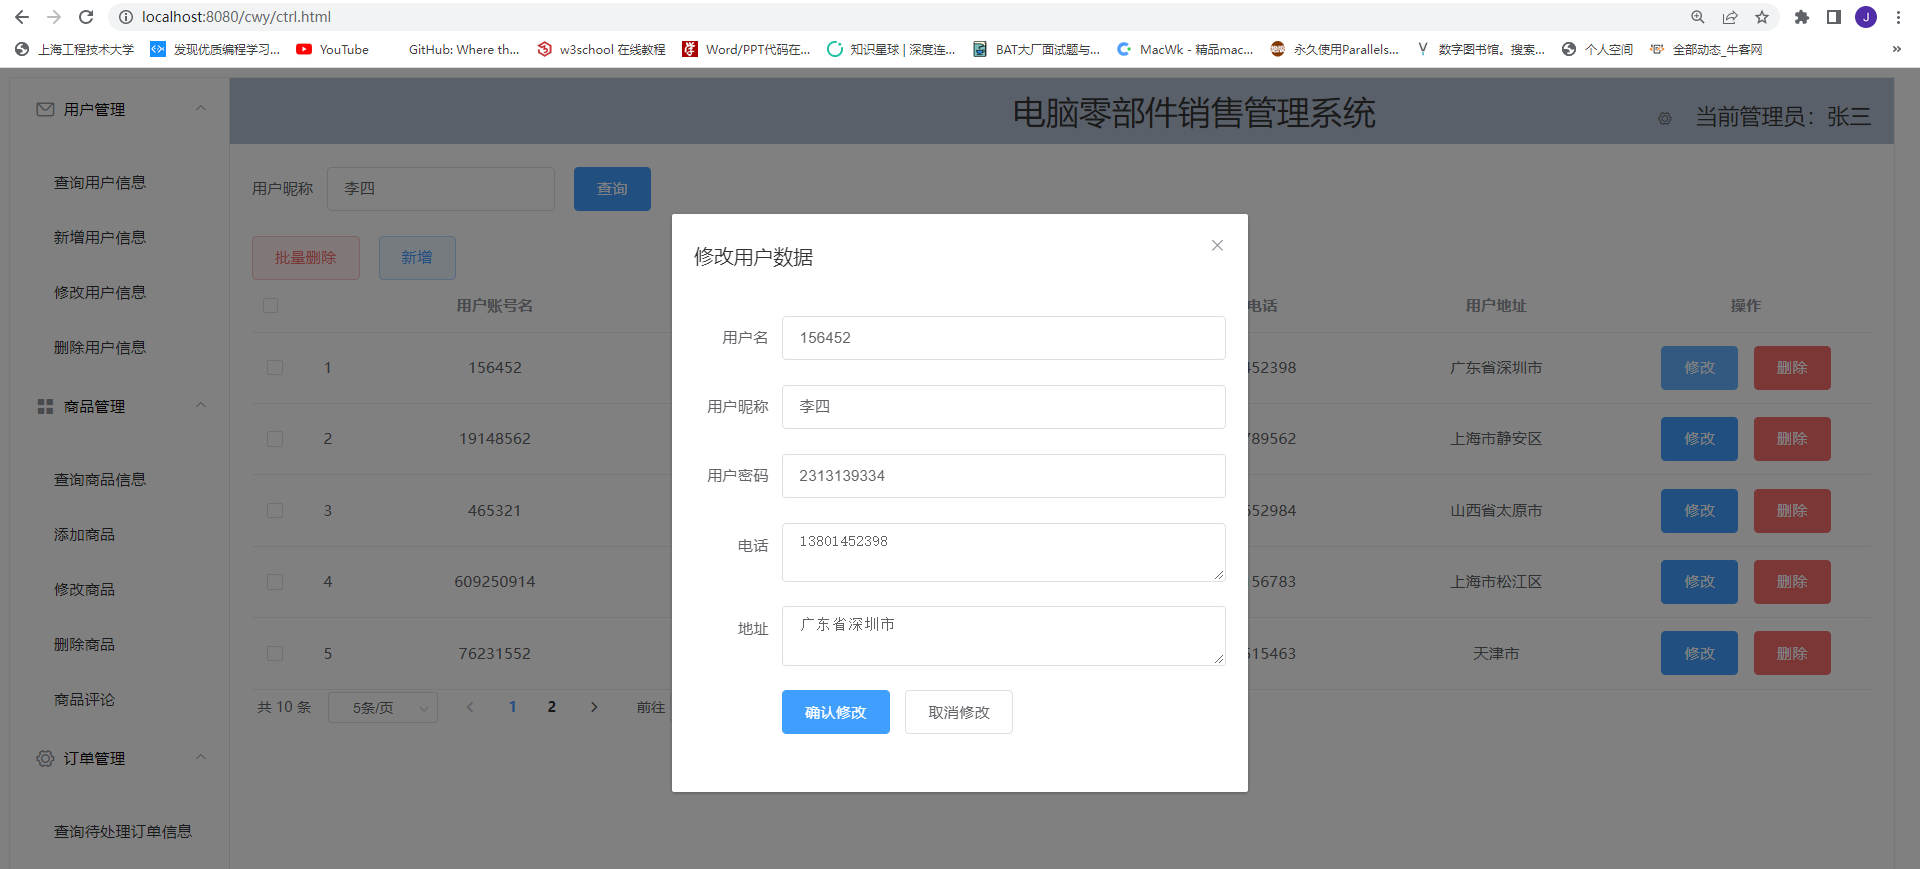 localhost:8080/cwy/ctrl.html
J
上海工程技术大学 发现优质编程学习... YouTube GitHub: Where th... w3school 在线教程 Word/PPT代码在... 知识星球 | 深度连... BAT大厂面试题与... MacWk - 精品mac... 永久使用Parallels... 数字图书馆。搜索... 个人空间 全部动态_牛客网 »
用户管理
查询用户信息
新增用户信息
修改用户信息
删除用户信息
商品管理
查询商品信息
添加商品
修改商品
删除商品
商品评论
订单管理
查询待处理订单信息
电脑零部件销售管理系统
当前管理员：张三
用户昵称 李四 查询
批量删除 新增
用户账号名 电话 用户地址 操作
1 156452 452398 广东省深圳市 修改 删除
2 19148562 789562 上海市静安区 修改 删除
3 465321 552984 山西省太原市 修改 删除
4 609250914 156783 上海市松江区 修改 删除
5 76231552 515463 天津市 修改 删除
共 10 条 5条/页 1 2 前往
修改用户数据
用户名 156452
用户昵称 李四
用户密码 2313139334
电话 13801452398
地址 广东省深圳市
确认修改 取消修改